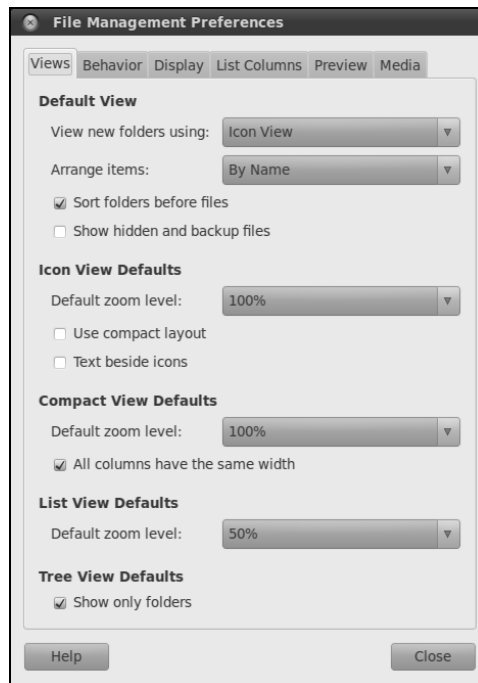 File Management Preferences
Views Behavior Display List Columns Preview Media
Default View
View new folders using: Icon View
Arrange items: By Name
Sort folders before files
Show hidden and backup files
Icon View Defaults
Default zoom level: 100%
Use compact layout
Text beside icons
Compact View Defaults
Default zoom level: 100%
All columns have the same width
List View Defaults
Default zoom level: 50%
Tree View Defaults
Show only folders
Help Close